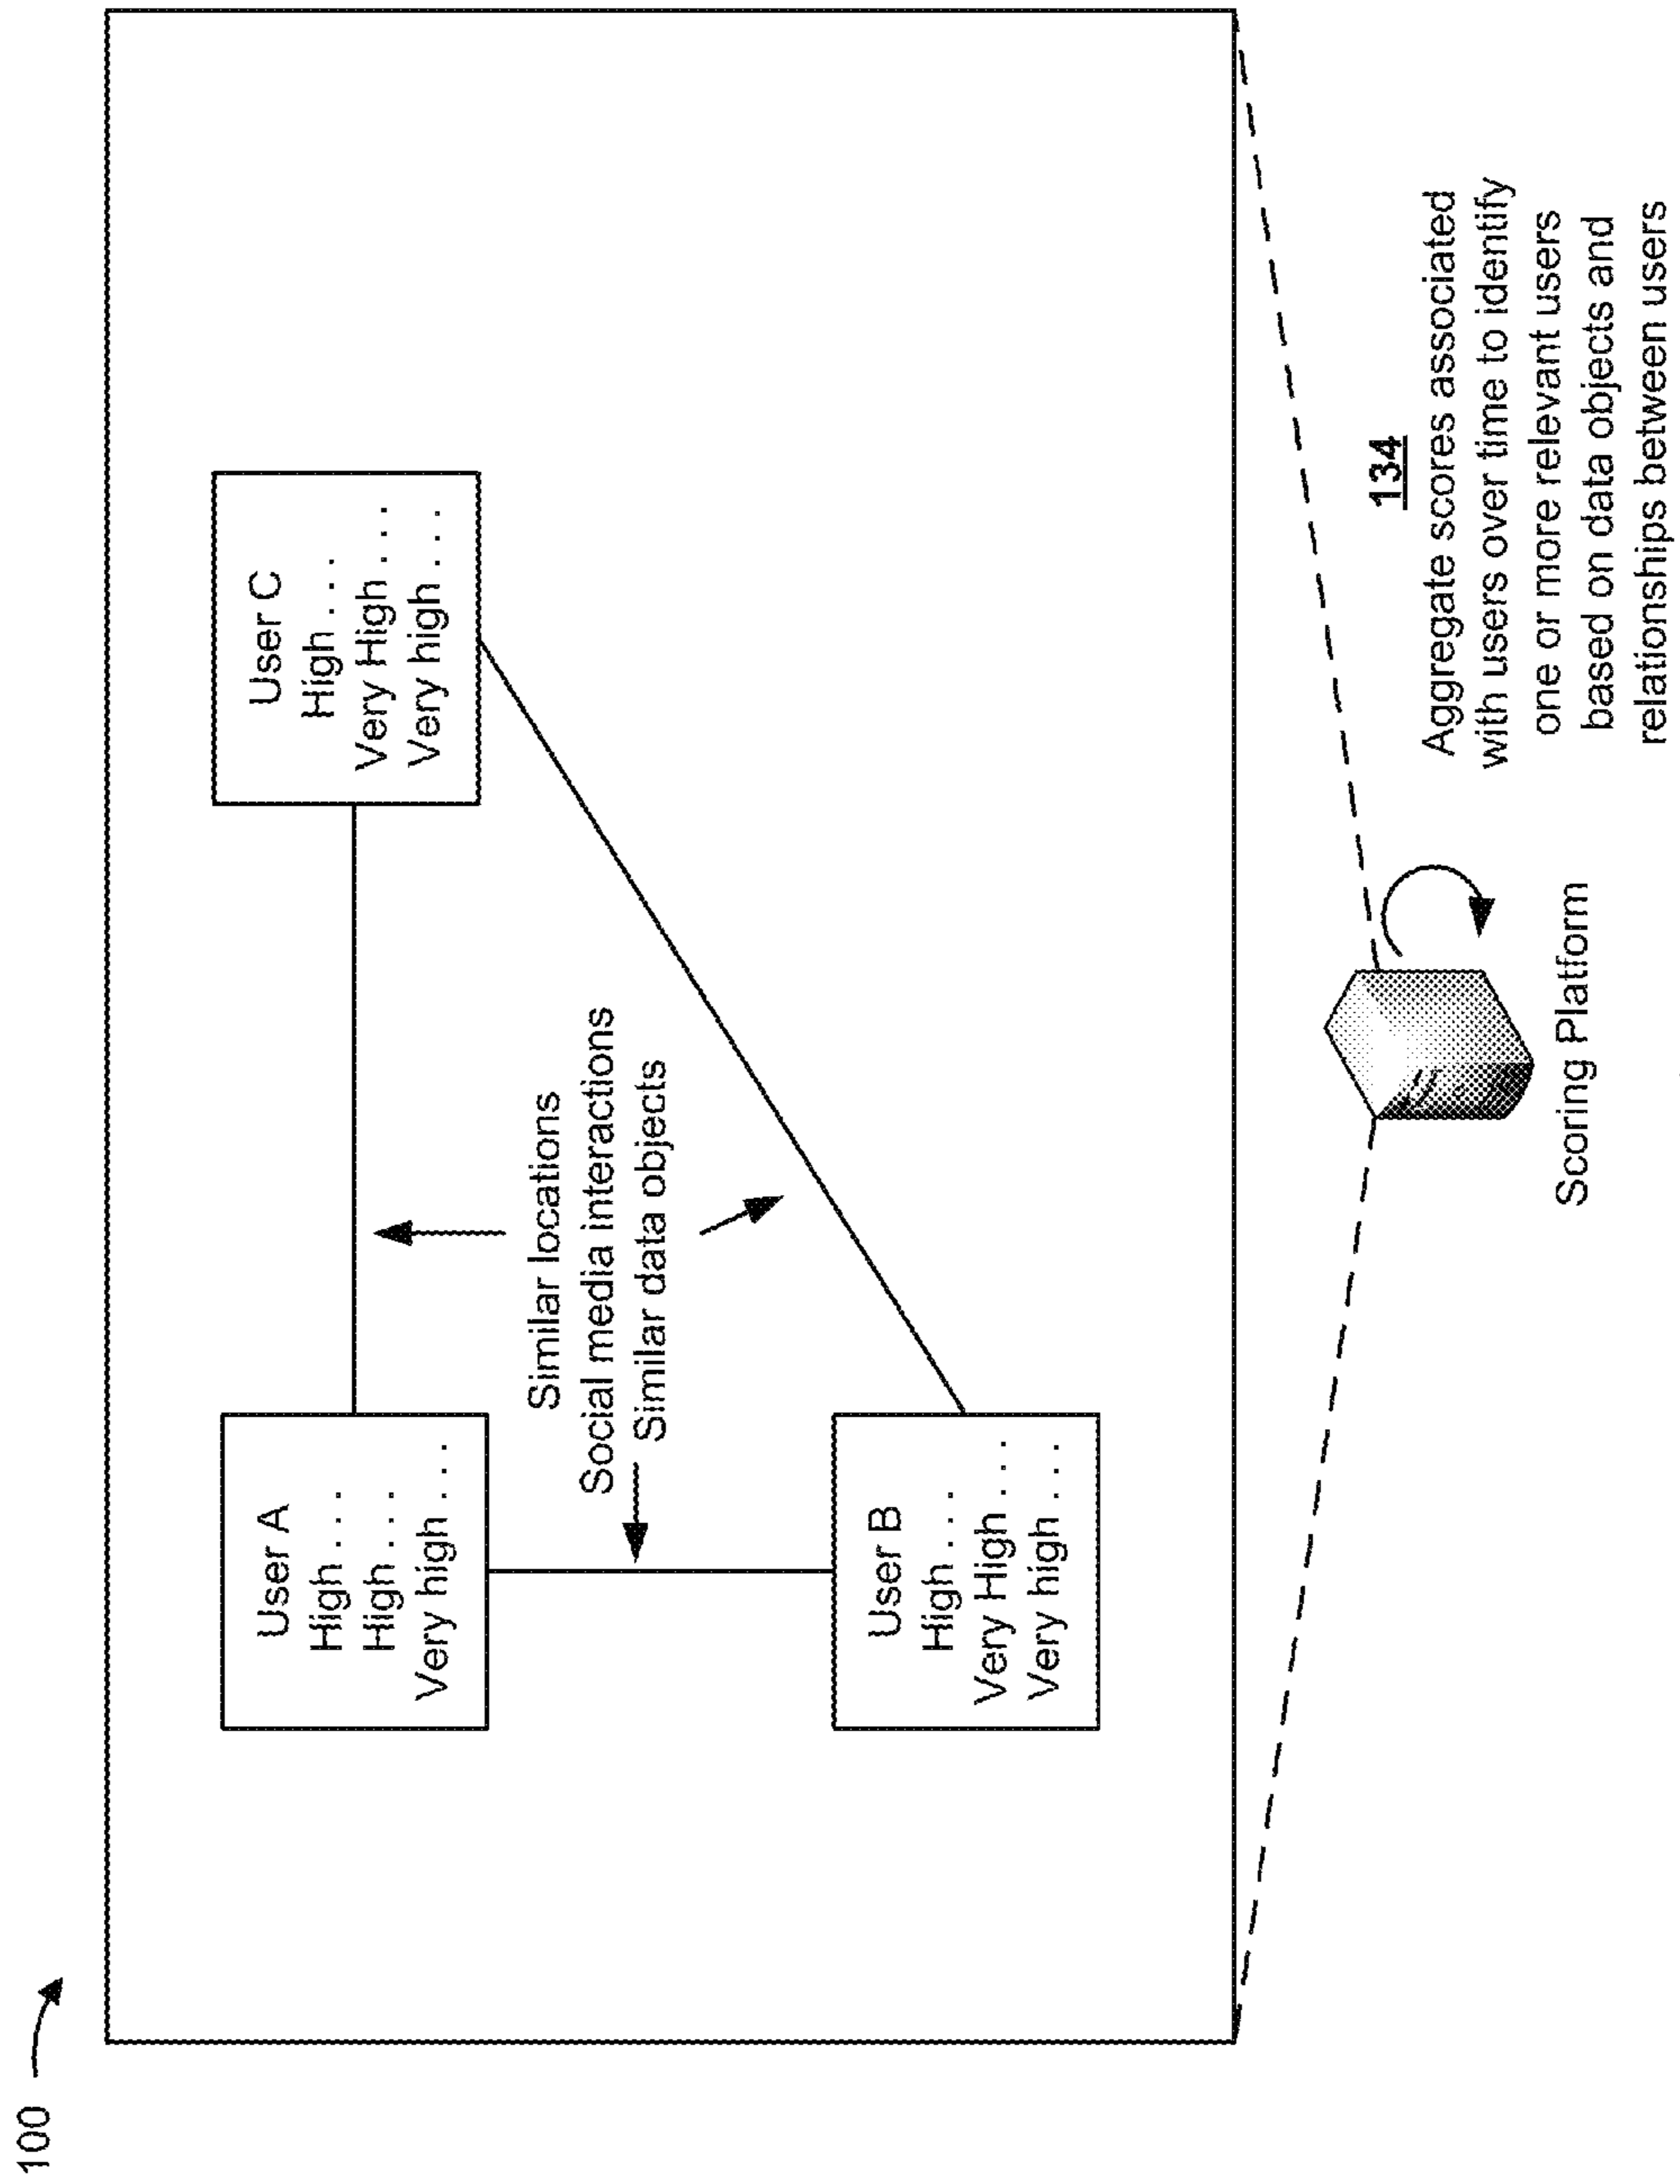 100
User A
High . . .
High . . .
Very high . . .
User C
High . . .
Very High . . .
Very high . . .
Similar locations
Social media interactions
Similar data objects
User B
High . . .
Very High . . .
Very high . . .
Scoring Platform
134
Aggregate scores associated
with users over time to identify
one or more relevant users
based on data objects and
relationships between users